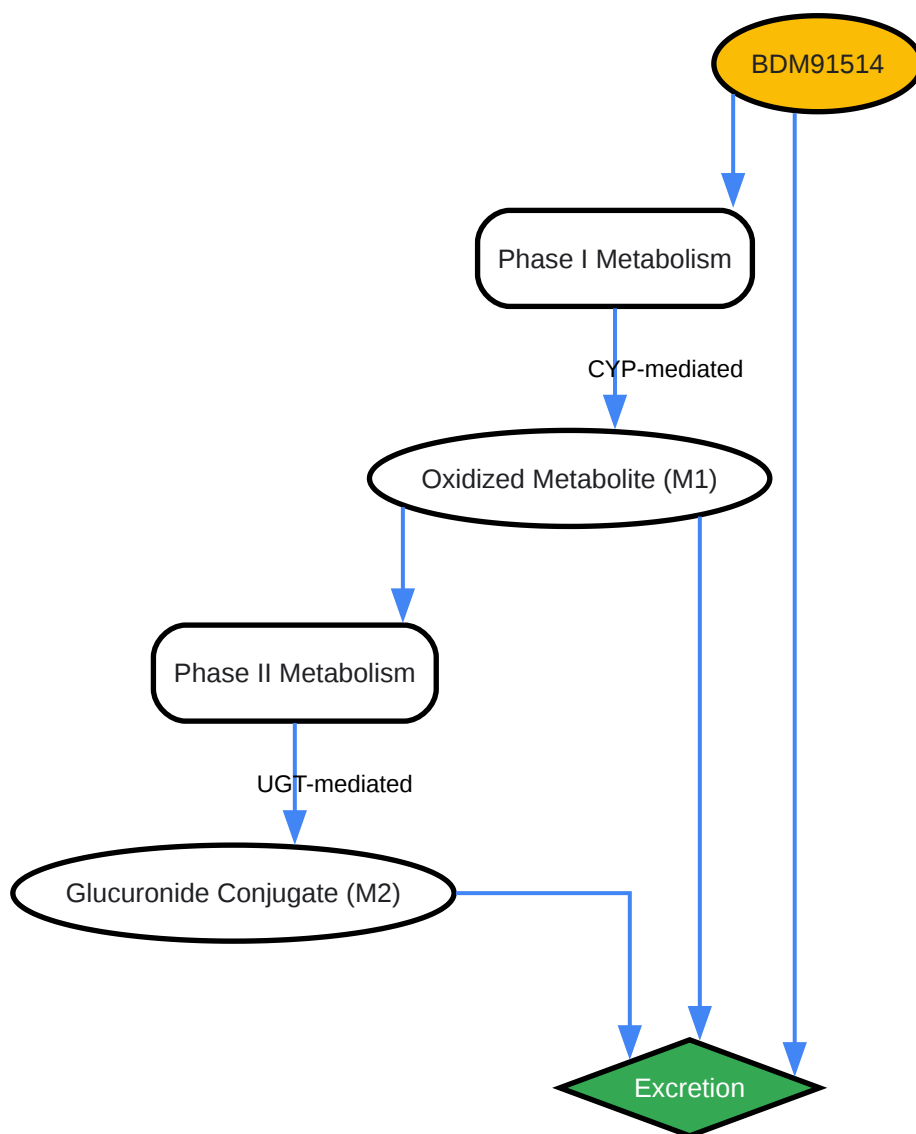 BDM91514
Phase I Metabolism
CYP-mediated
Oxidized Metabolite (M1)
Phase II Metabolism
UGT-mediated
Glucuronide Conjugate (M2)
Excretion